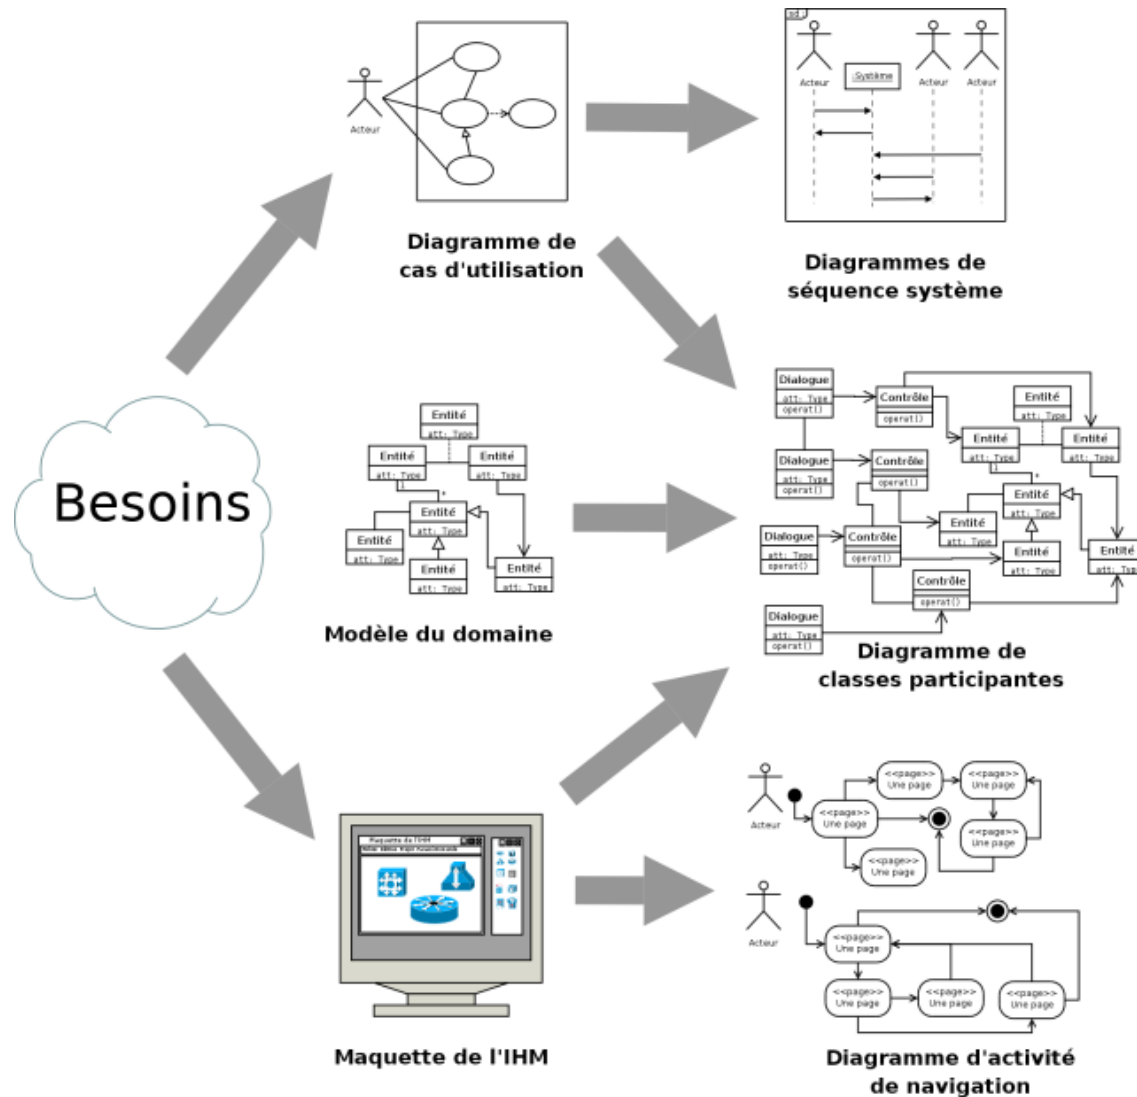 sd
Acteur
:Système
Acteur
Acteur
Acteur
Diagramme de
cas d'utilisation
Diagrammes de
séquence système
Besoins
Entité
att: Type
Entité
att: Type
Entité
att: Type
1
*
Entité
att: Type
Entité
att: Type
Entité
att: Type
Entité
att: Type
Modèle du domaine
Dialogue
att: Type
operat()
Contrôle
operat()
Entité
att: Type
Entité
att: Type
Entité
att: Type
Dialogue
att: Type
operat()
Contrôle
operat()
1
*
Entité
att: Type
Entité
att: Type
Dialogue
att: Type
operat()
Contrôle
operat()
Entité
att: Type
Entité
att: Type
Contrôle
operat()
Dialogue
att: Type
operat()
Diagramme de
classes participantes
Maquette de l'IHM
Maquette de l'IHM
Acteur
<<page>>
Une page
<<page>>
Une page
<<page>>
Une page
<<page>>
Une page
<<page>>
Une page
Acteur
<<page>>
Une page
<<page>>
Une page
<<page>>
Une page
<<page>>
Une page
Diagramme d'activité
de navigation